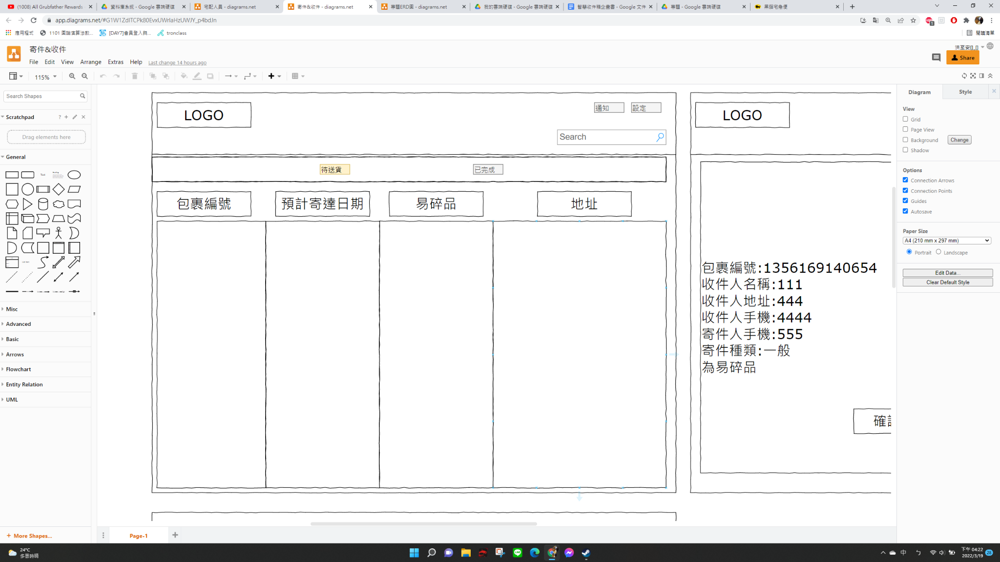 (1008) All Grubfather Rewards
資料庫系統 - Google 雲端硬碟
宅配人員 - diagrams.net
寄件&收件 - diagrams.net
專題ERD圖 - diagrams.net
我的雲端硬碟 - Google 雲端硬碟
智慧收件箱企畫書 - Google 文件
專題 - Google 雲端硬碟
黑貓宅急便
app.diagrams.net/#G1W1ZdITCPk80EvxUWrlaHzUWJY_p4bdJn
應用程式
1101 圖論演算法教...
[DAY7]會員登入與...
tronclass
閱讀清單
寄件&收件
洪至安[]_[]
File Edit View Arrange Extras Help Last change 14 hours ago
Share
115%
Search Shapes
Scratchpad
Drag elements here
General
Text
Heading
List Item
Misc
Advanced
Basic
Arrows
Flowchart
Entity Relation
UML
+ More Shapes...
LOGO
通知
設定
Search
待送貨
已完成
包裹編號
預計寄達日期
易碎品
地址
LOGO
包裹編號:1356169140654
收件人名稱:111
收件人地址:444
收件人手機:4444
寄件人手機:555
寄件種類:一般
為易碎品
Diagram
Style
View
Grid
Page View
Background
Change
Shadow
Options
Connection Arrows
Connection Points
Guides
Autosave
Paper Size
A4 (210 mm x 297 mm)
Portrait
Landscape
Edit Data...
Clear Default Style
Page-1
24°C
多雲時晴
中
ㄅ
下午 04:22
2022/3/19
28